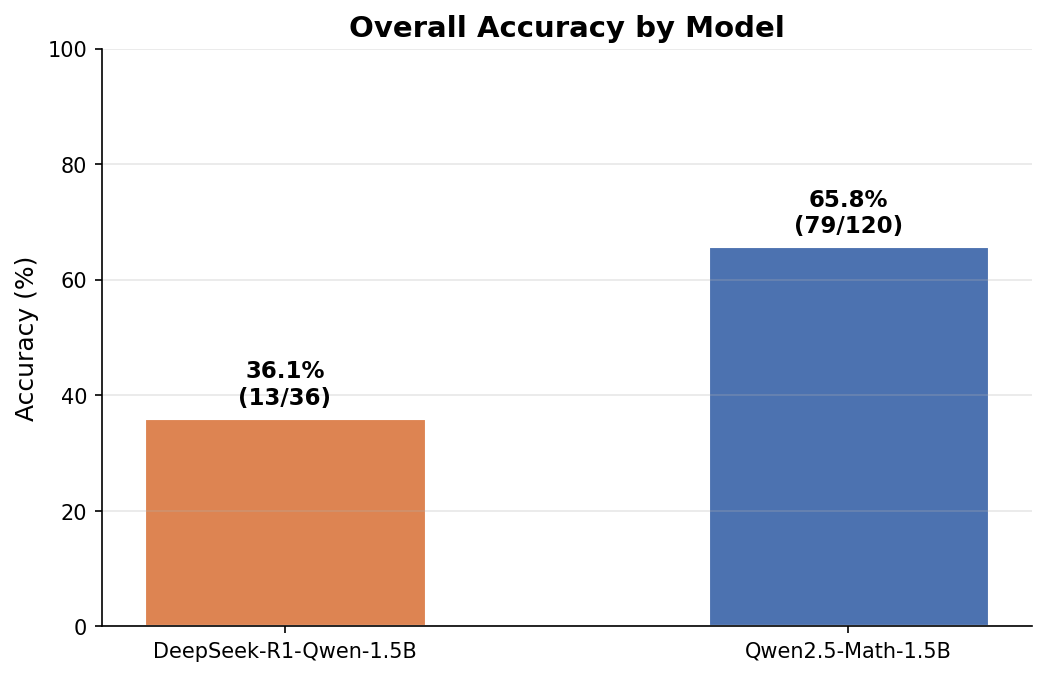 Overall Accuracy by Model
Accuracy (%)
100
80
60
40
20
0
36.1%
(13/36)
65.8%
(79/120)
DeepSeek-R1-Qwen-1.5B
Qwen2.5-Math-1.5B